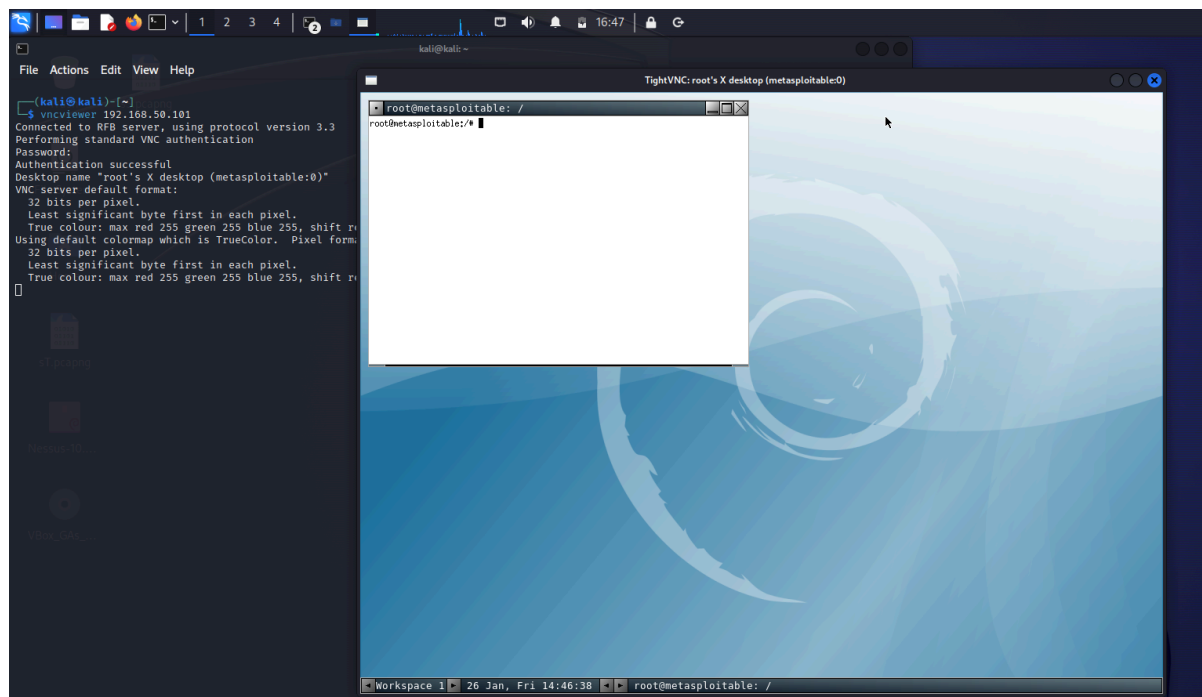 1 2 3 4
2
16:47
kali@kali: ~
File Actions Edit View Help
(kali㉿kali)-[~]
$ vncviewer 192.168.50.101
Connected to RFB server, using protocol version 3.3
Performing standard VNC authentication
Password:
Authentication successful
Desktop name "root's X desktop (metasploitable:0)"
VNC server default format:
32 bits per pixel.
Least significant byte first in each pixel.
True colour: max red 255 green 255 blue 255, shift
Using default colormap which is TrueColor. Pixel
32 bits per pixel.
Least significant byte first in each pixel.
True colour: max red 255 green 255 blue 255, shift
TightVNC: root's X desktop (metasploitable:0)
root@metasploitable: /
root@metasploitable:/#
Workspace 1 26 Jan, Fri 14:46:38 root@metasploitable: /